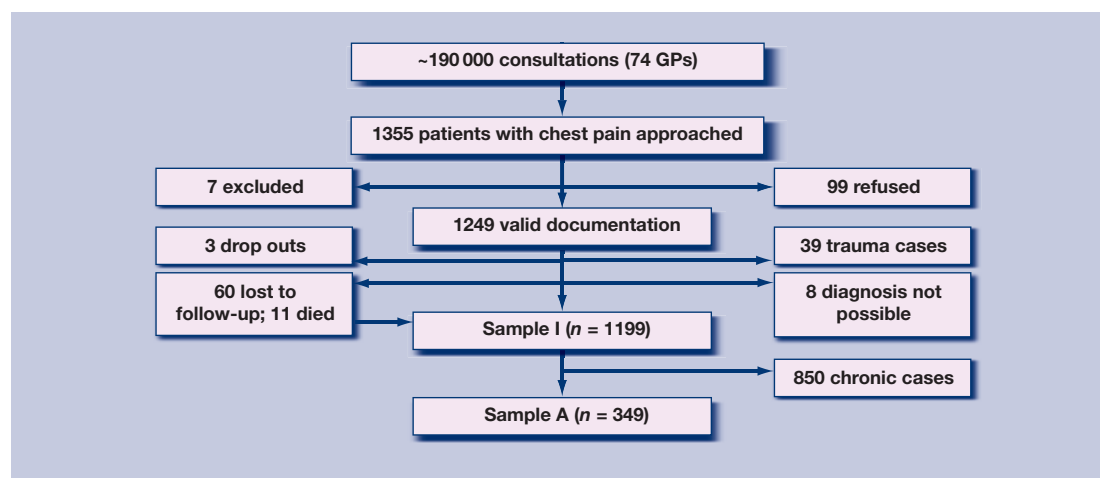 ~190 000 consultations (74 GPs)
1355 patients with chest pain approached
7 excluded
99 refused
1249 valid documentation
3 drop outs
39 trauma cases
60 lost to
follow-up; 11 died
8 diagnosis not
possible
Sample I (n = 1199)
850 chronic cases
Sample A (n = 349)